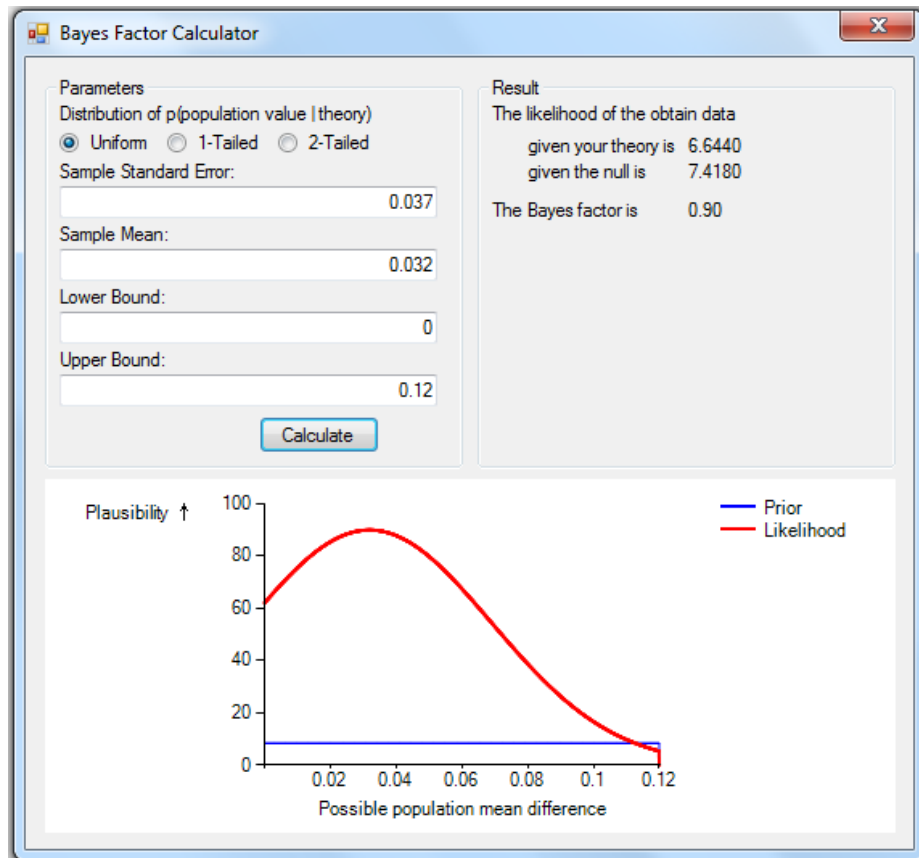 Bayes Factor Calculator
Parameters
Distribution of p(population value | theory)
Uniform 1-Tailed 2-Tailed
Sample Standard Error:
0.037
Sample Mean:
0.032
Lower Bound:
0
Upper Bound:
0.12
Calculate
Result
The likelihood of the obtain data
given your theory is 6.6440
given the null is 7.4180
The Bayes factor is 0.90
Plausibility ↑
100
80
60
40
20
0
0.02 0.04 0.06 0.08 0.1 0.12
Possible population mean difference
Prior
Likelihood